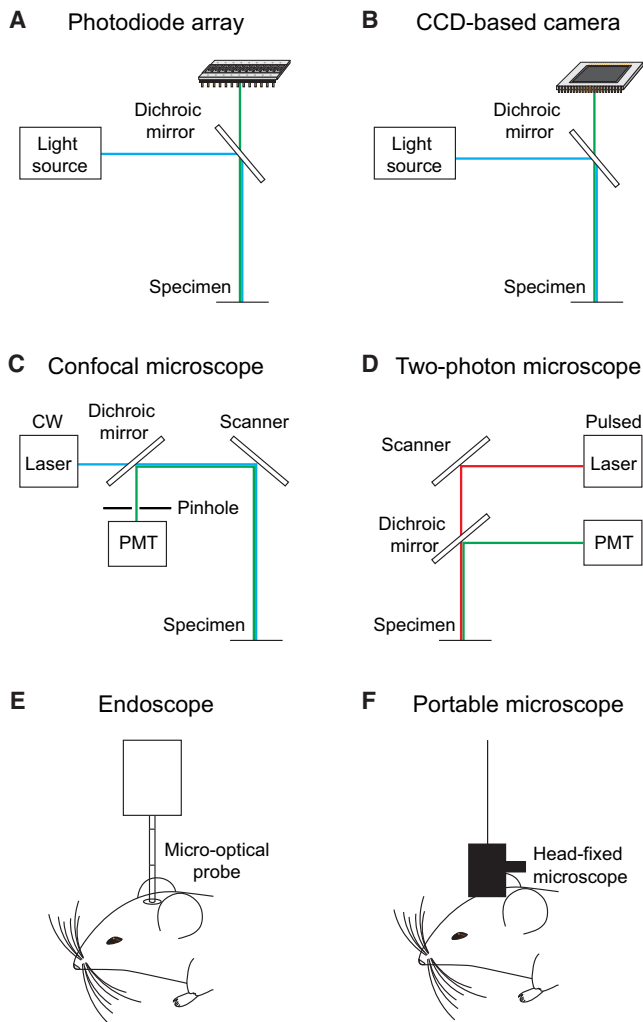 A Photodiode array
Dichroic
mirror
Light
source
Specimen
B CCD-based camera
Dichroic
mirror
Light
source
Specimen
C Confocal microscope
CW
Laser
Dichroic
mirror
Scanner
Pinhole
PMT
Specimen
D Two-photon microscope
Pulsed
Laser
Scanner
Dichroic
mirror
PMT
Specimen
E Endoscope
Micro-optical
probe
F Portable microscope
Head-fixed
microscope